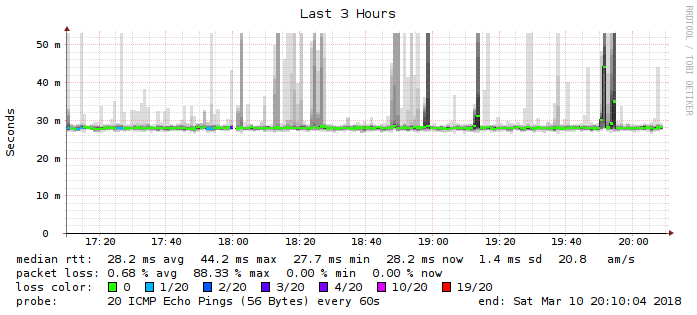 Last 3 Hours
RRDTOOL / TOBI OETIKER
Seconds
50 m
40 m
30 m
20 m
10 m
0
17:20 17:40 18:00 18:20 18:40 19:00 19:20 19:40 20:00
median rtt: 28.2 ms avg 44.2 ms max 27.7 ms min 28.2 ms now 1.4 ms sd 20.8 am/s
packet loss: 0.68 % avg 88.33 % max 0.00 % min 0.00 % now
loss color: 0 1/20 2/20 3/20 4/20 10/20 19/20
probe: 20 ICMP Echo Pings (56 Bytes) every 60s end: Sat Mar 10 20:10:04 2018